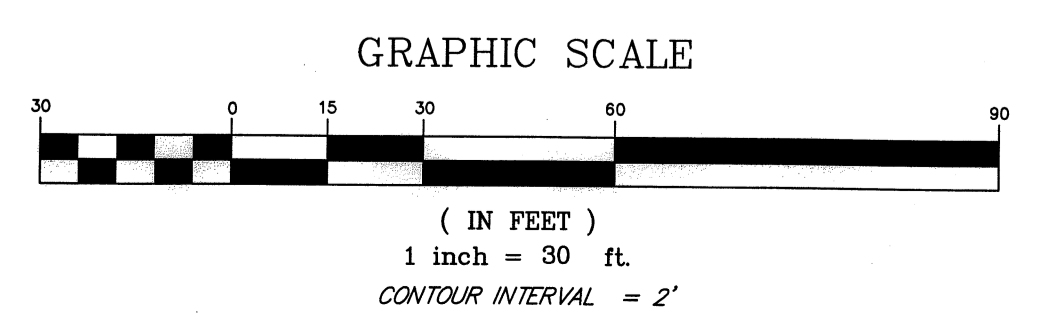 GRAPHIC SCALE
30 0 15 30 60 90
( IN FEET )
1 inch = 30 ft.
CONTOUR INTERVAL = 2'